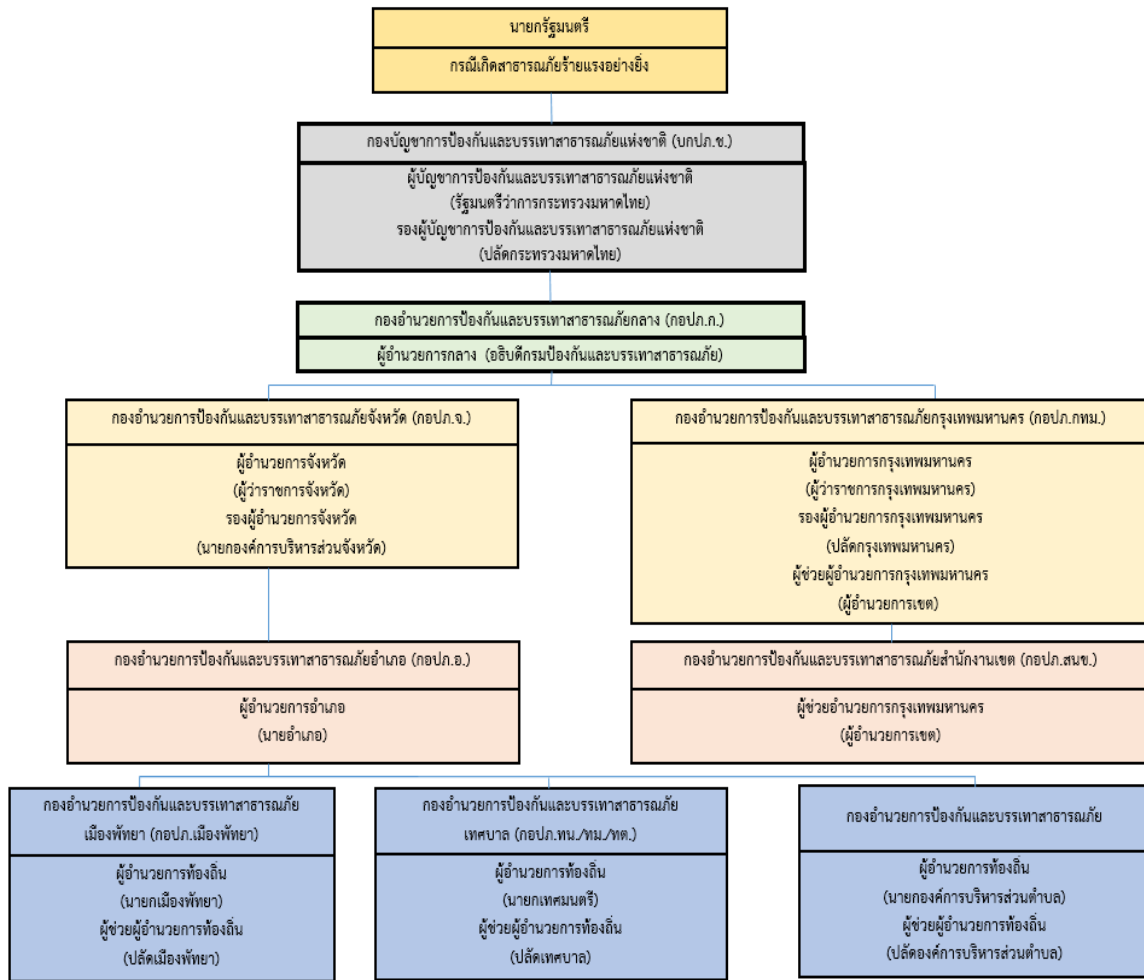 นายกรัฐมนตรี
กรณีเกิดสาธารณภัยร้ายแรงอย่างยิ่ง
กองบัญชาการป้องกันและบรรเทาสาธารณภัยแห่งชาติ (บกปภ.ช.)
ผู้บัญชาการป้องกันและบรรเทาสาธารณภัยแห่งชาติ
(รัฐมนตรีว่าการกระทรวงมหาดไทย)
รองผู้บัญชาการป้องกันและบรรเทาสาธารณภัยแห่งชาติ
(ปลัดกระทรวงมหาดไทย)
กองอำนวยการป้องกันและบรรเทาสาธารณภัยกลาง (กอปภ.ก.)
ผู้อำนวยการกลาง (อธิบดีกรมป้องกันและบรรเทาสาธารณภัย)
กองอำนวยการป้องกันและบรรเทาสาธารณภัยจังหวัด (กอปภ.จ.)
ผู้อำนวยการจังหวัด
(ผู้ว่าราชการจังหวัด)
รองผู้อำนวยการจังหวัด
(นายกองค์การบริหารส่วนจังหวัด)
กองอำนวยการป้องกันและบรรเทาสาธารณภัยกรุงเทพมหานคร (กอปภ.กทม.)
ผู้อำนวยการกรุงเทพมหานคร
(ผู้ว่าราชการกรุงเทพมหานคร)
รองผู้อำนวยการกรุงเทพมหานคร
(ปลัดกรุงเทพมหานคร)
ผู้ช่วยผู้อำนวยการกรุงเทพมหานคร
(ผู้อำนวยการเขต)
กองอำนวยการป้องกันและบรรเทาสาธารณภัยอำเภอ (กอปภ.อ.)
ผู้อำนวยการอำเภอ
(นายอำเภอ)
กองอำนวยการป้องกันและบรรเทาสาธารณภัยสำนักงานเขต (กอปภ.สนข.)
ผู้ช่วยอำนวยการกรุงเทพมหานคร
(ผู้อำนวยการเขต)
กองอำนวยการป้องกันและบรรเทาสาธารณภัย
เมืองพัทยา (กอปภ.เมืองพัทยา)
ผู้อำนวยการท้องถิ่น
(นายกเมืองพัทยา)
ผู้ช่วยผู้อำนวยการท้องถิ่น
(ปลัดเมืองพัทยา)
กองอำนวยการป้องกันและบรรเทาสาธารณภัย
เทศบาล (กอปภ.ทน./ทม./ทต.)
ผู้อำนวยการท้องถิ่น
(นายกเทศมนตรี)
ผู้ช่วยผู้อำนวยการท้องถิ่น
(ปลัดเทศบาล)
กองอำนวยการป้องกันและบรรเทาสาธารณภัย
ผู้อำนวยการท้องถิ่น
(นายกองค์การบริหารส่วนตำบล)
ผู้ช่วยผู้อำนวยการท้องถิ่น
(ปลัดองค์การบริหารส่วนตำบล)